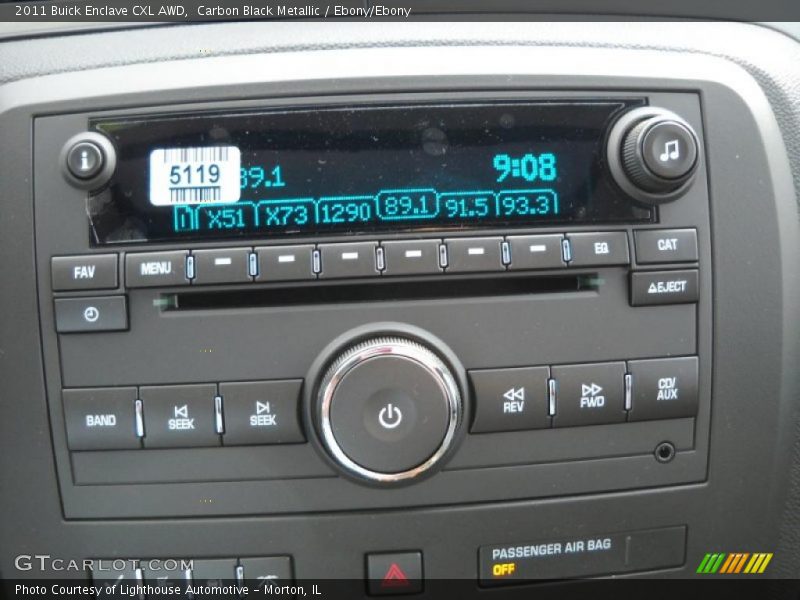 2011 Buick Enclave CXL AWD, Carbon Black Metallic / Ebony/Ebony
i
5119
89.1
9:08
X51 X73 1290 89.1 91.5 93.3
FAV
MENU
EQ
CAT
EJECT
BAND
SEEK
SEEK
REV
FWD
CD/
AUX
PASSENGER AIR BAG
OFF
GTCARLOT.COM
Photo Courtesy of Lighthouse Automotive - Morton, IL